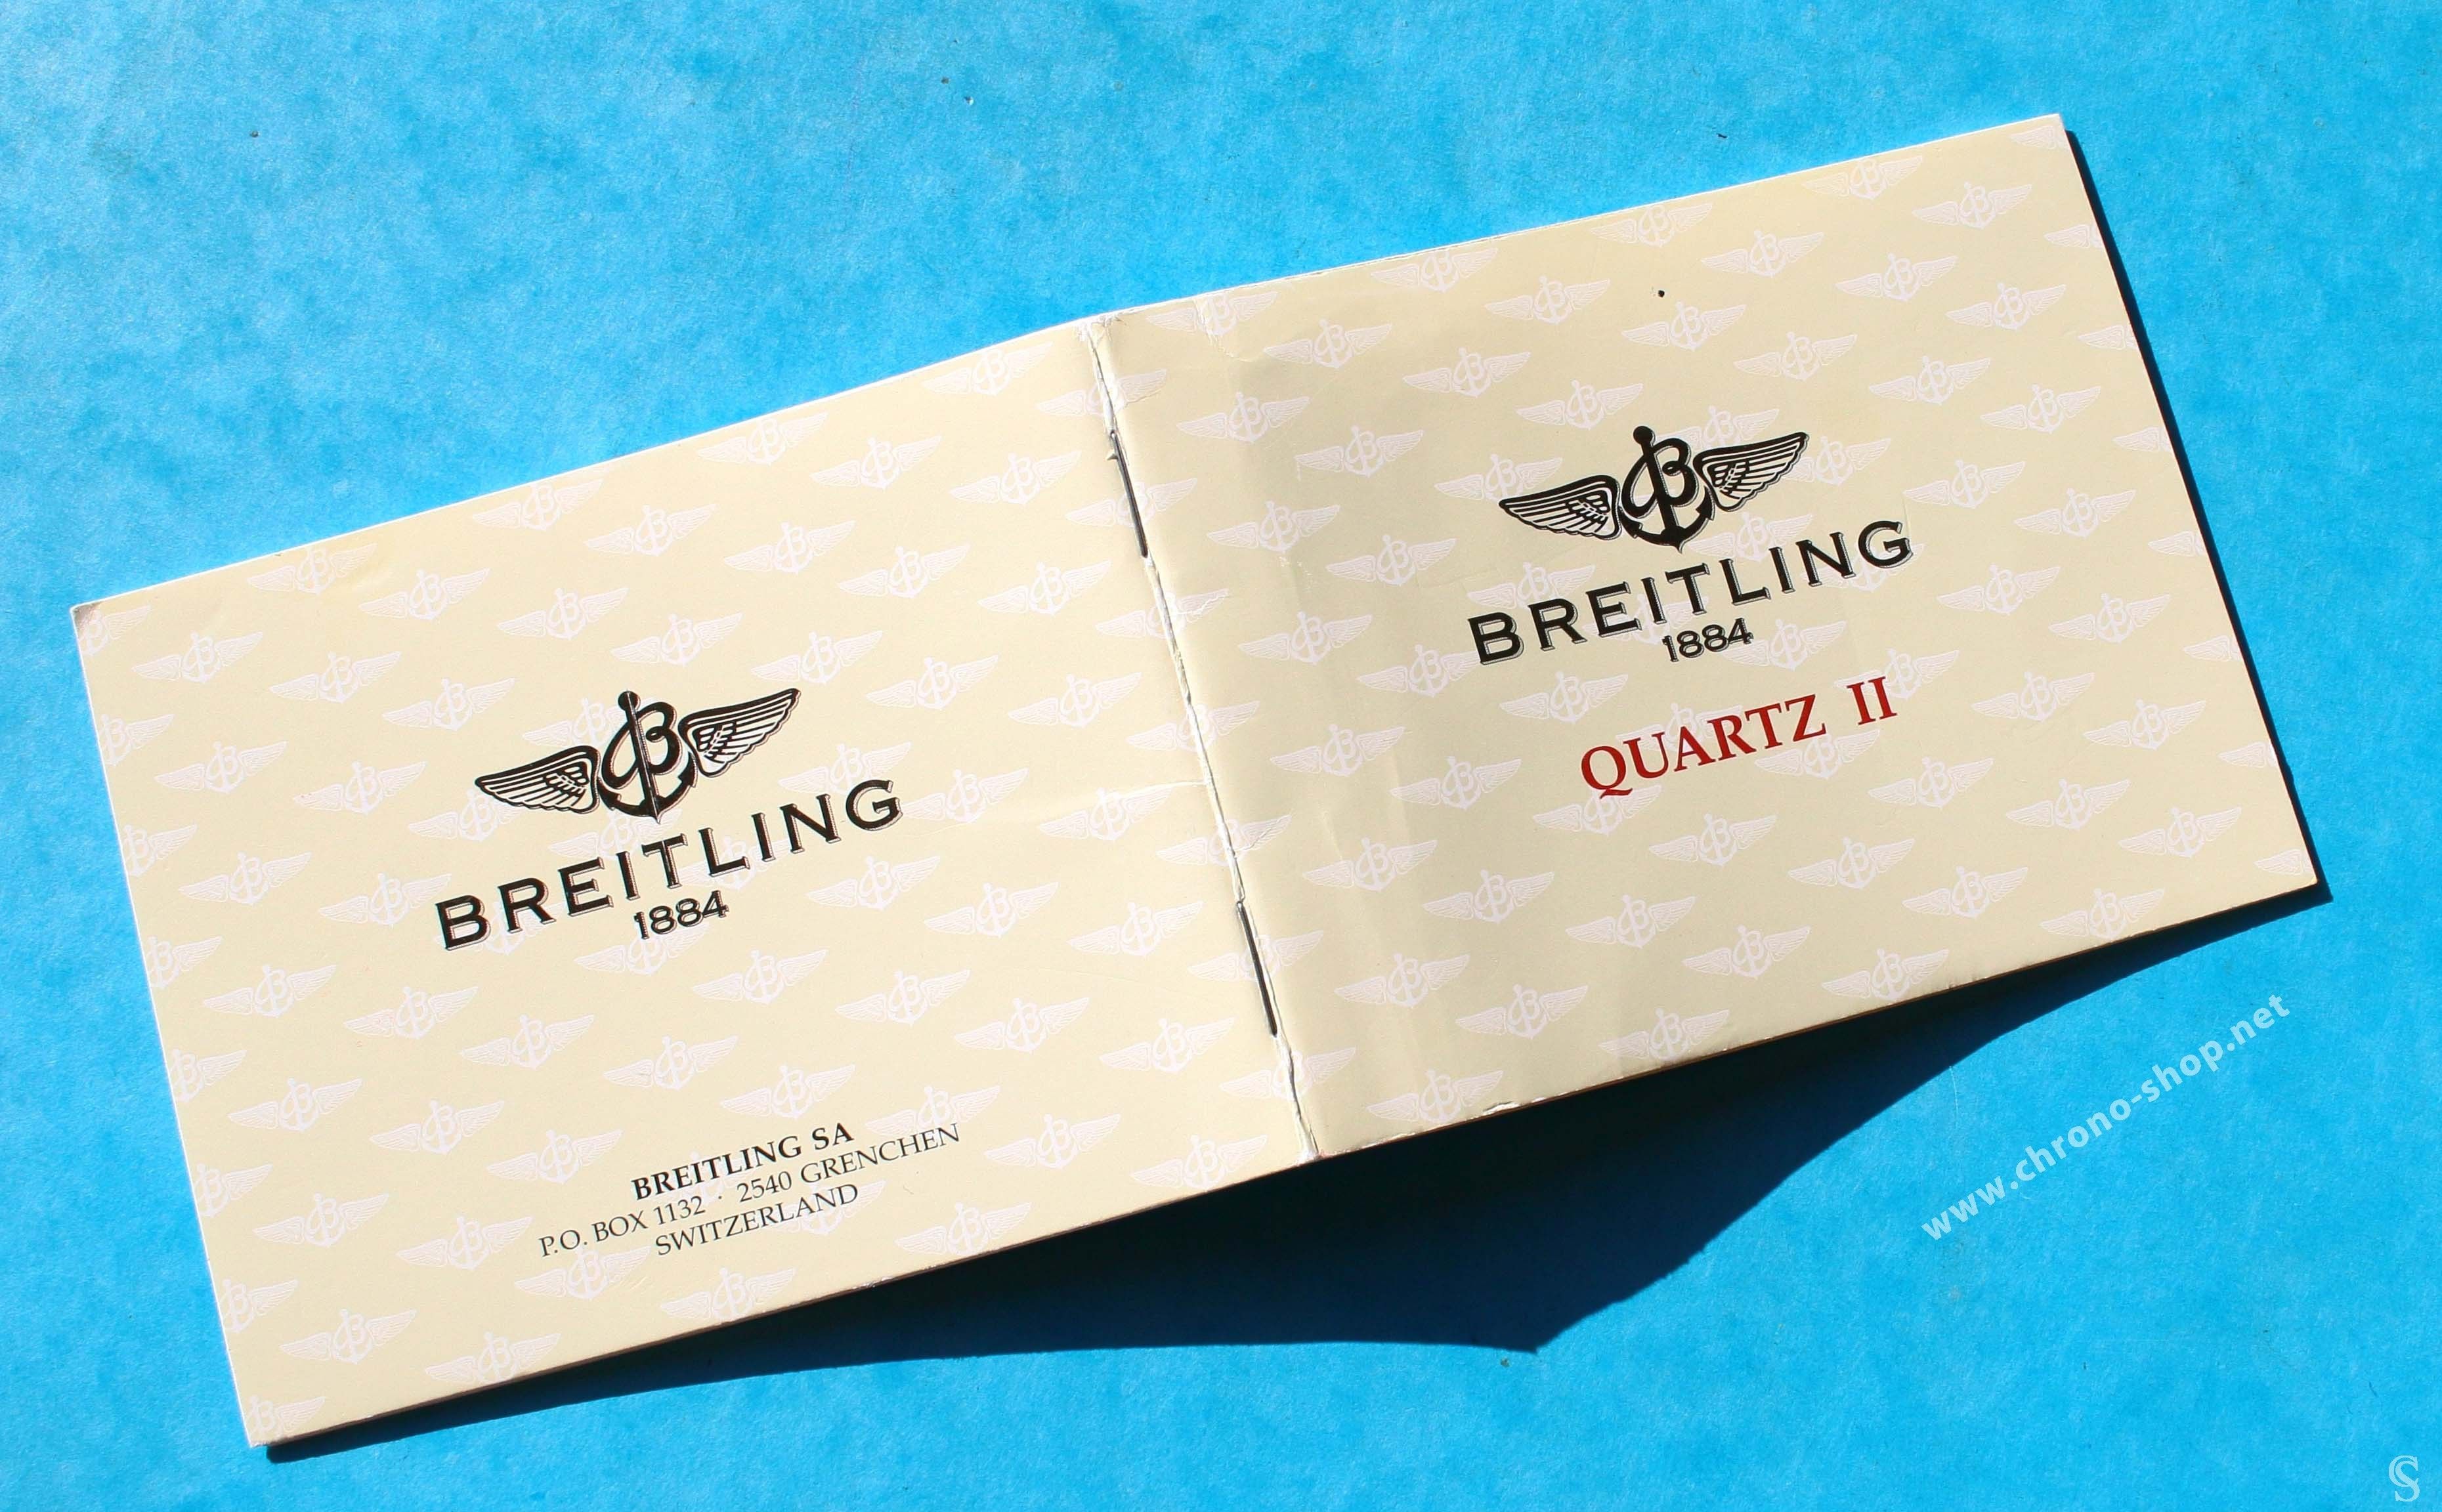 BREITLING
1884
BREITLING SA
P.O. BOX 1132 · 2540 GRENCHEN
SWITZERLAND
BREITLING
1884
QUARTZ II
www.chrono-shop.net